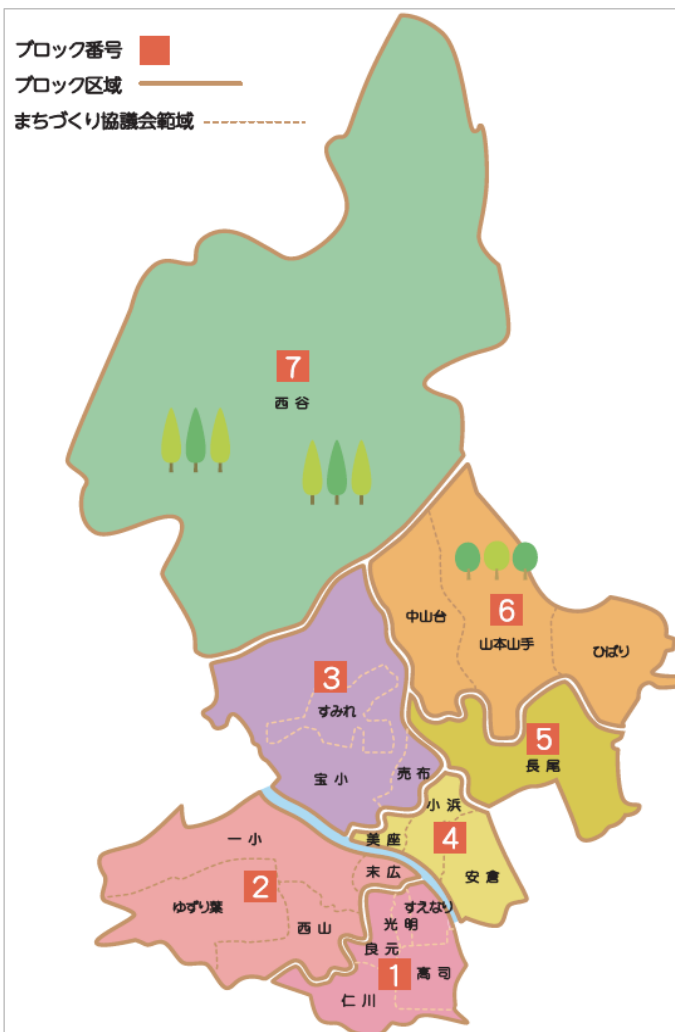 ブロック番号
ブロック区域
まちづくり協議会範域
7
西谷
6
中山台
山本山手
ひばり
3
すみれ
5
長尾
宝小
売布
小浜
4
美座
安倉
一小
末広
2
ゆずり葉
西山
すえなり
光明
良元
1
高司
仁川